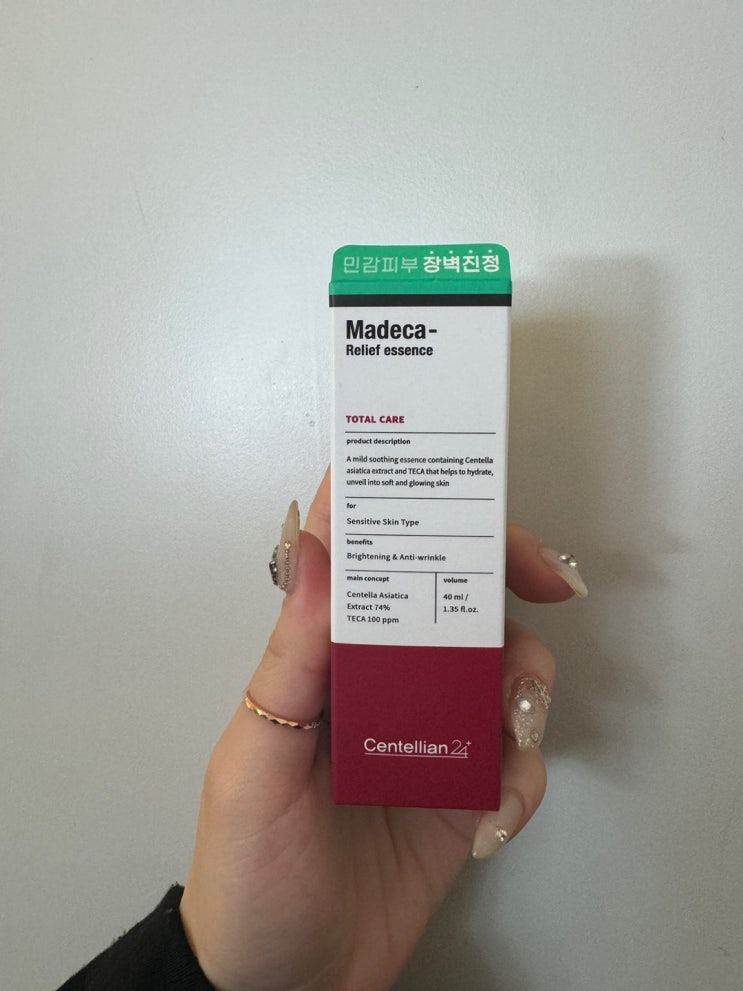 민감피부 장벽진정
Madeca-
Relief essence
TOTAL CARE
product description
A mild soothing essence containing Centella
asiatica extract and TECA that helps to hydrate,
unveil into soft and glowing skin
for
Sensitive Skin Type
benefits
Brightening & Anti-wrinkle
main concept
Centella Asiatica
Extract 74%
TECA 100 ppm
volume
40 ml /
1.35 fl.oz.
Centellian 24+